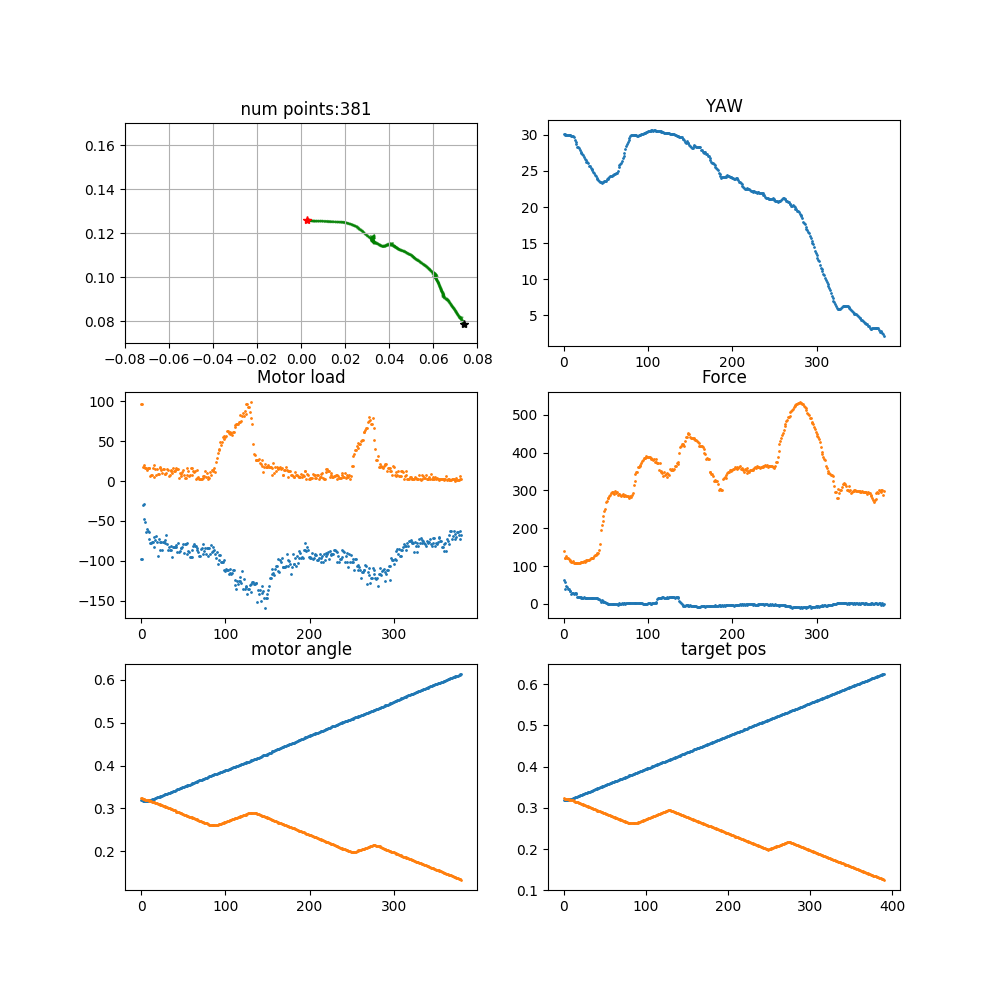 num points:381
YAW
0.16
0.14
0.12
0.10
0.08
−0.08 −0.06 −0.04 −0.02 0.00 0.02 0.04 0.06 0.08
30
25
20
15
10
5
0 100 200 300
Motor load
Force
100
50
0
−50
−100
−150
0 100 200 300
500
400
300
200
100
0
0 100 200 300
motor angle
target pos
0.6
0.5
0.4
0.3
0.2
0 100 200 300
0.6
0.5
0.4
0.3
0.2
0.1
0 100 200 300 400